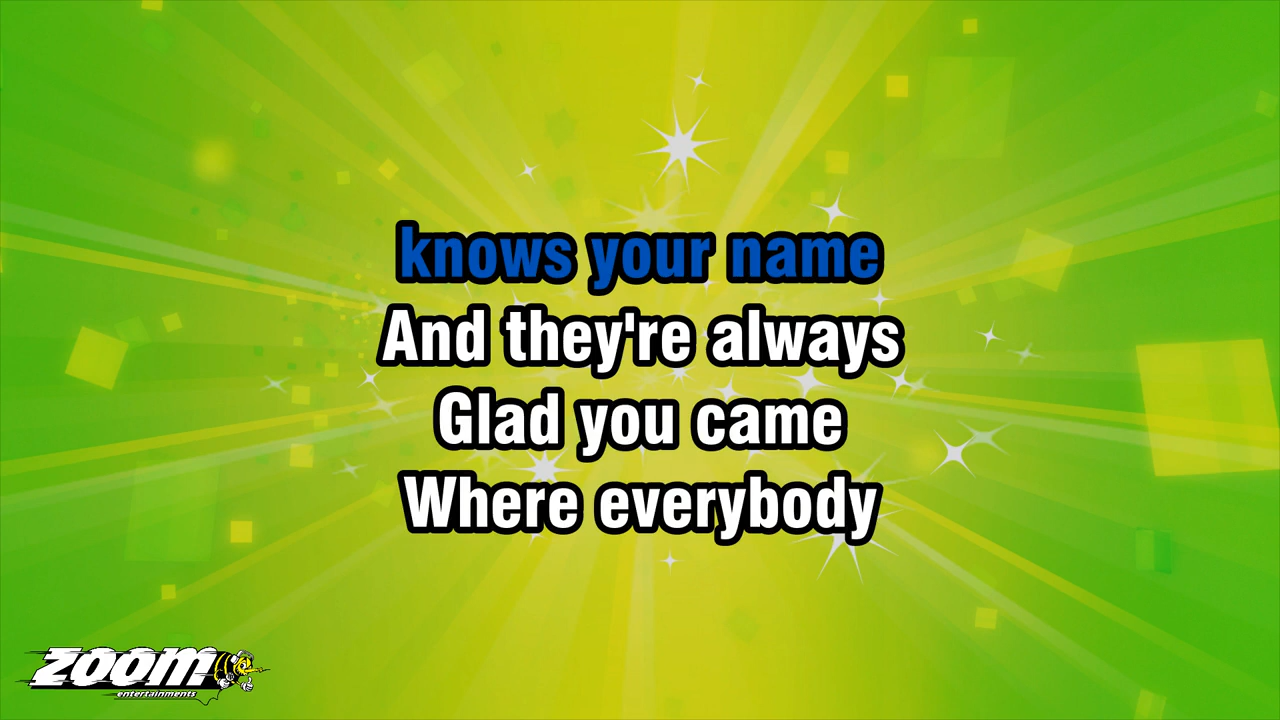 knows your name
And they're always
Glad you came
Where everybody
zoom
entertainments